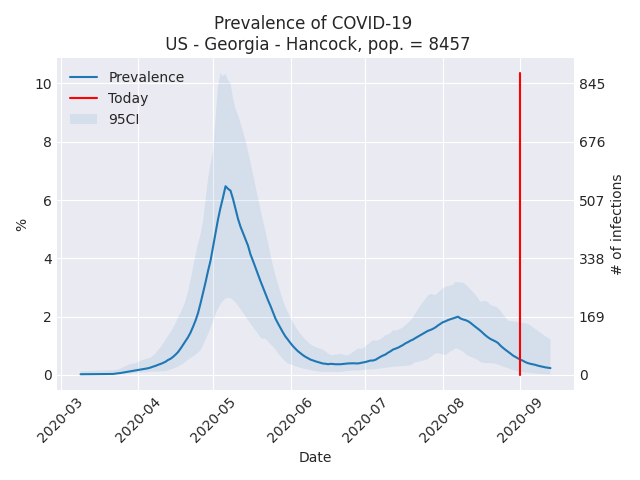 Prevalence of COVID-19
US - Georgia - Hancock, pop. = 8457
Prevalence
Today
95CI
10
8
6
4
2
0
%
845
676
507
338
169
0
# of infections
2020-03
2020-04
2020-05
2020-06
2020-07
2020-08
2020-09
Date